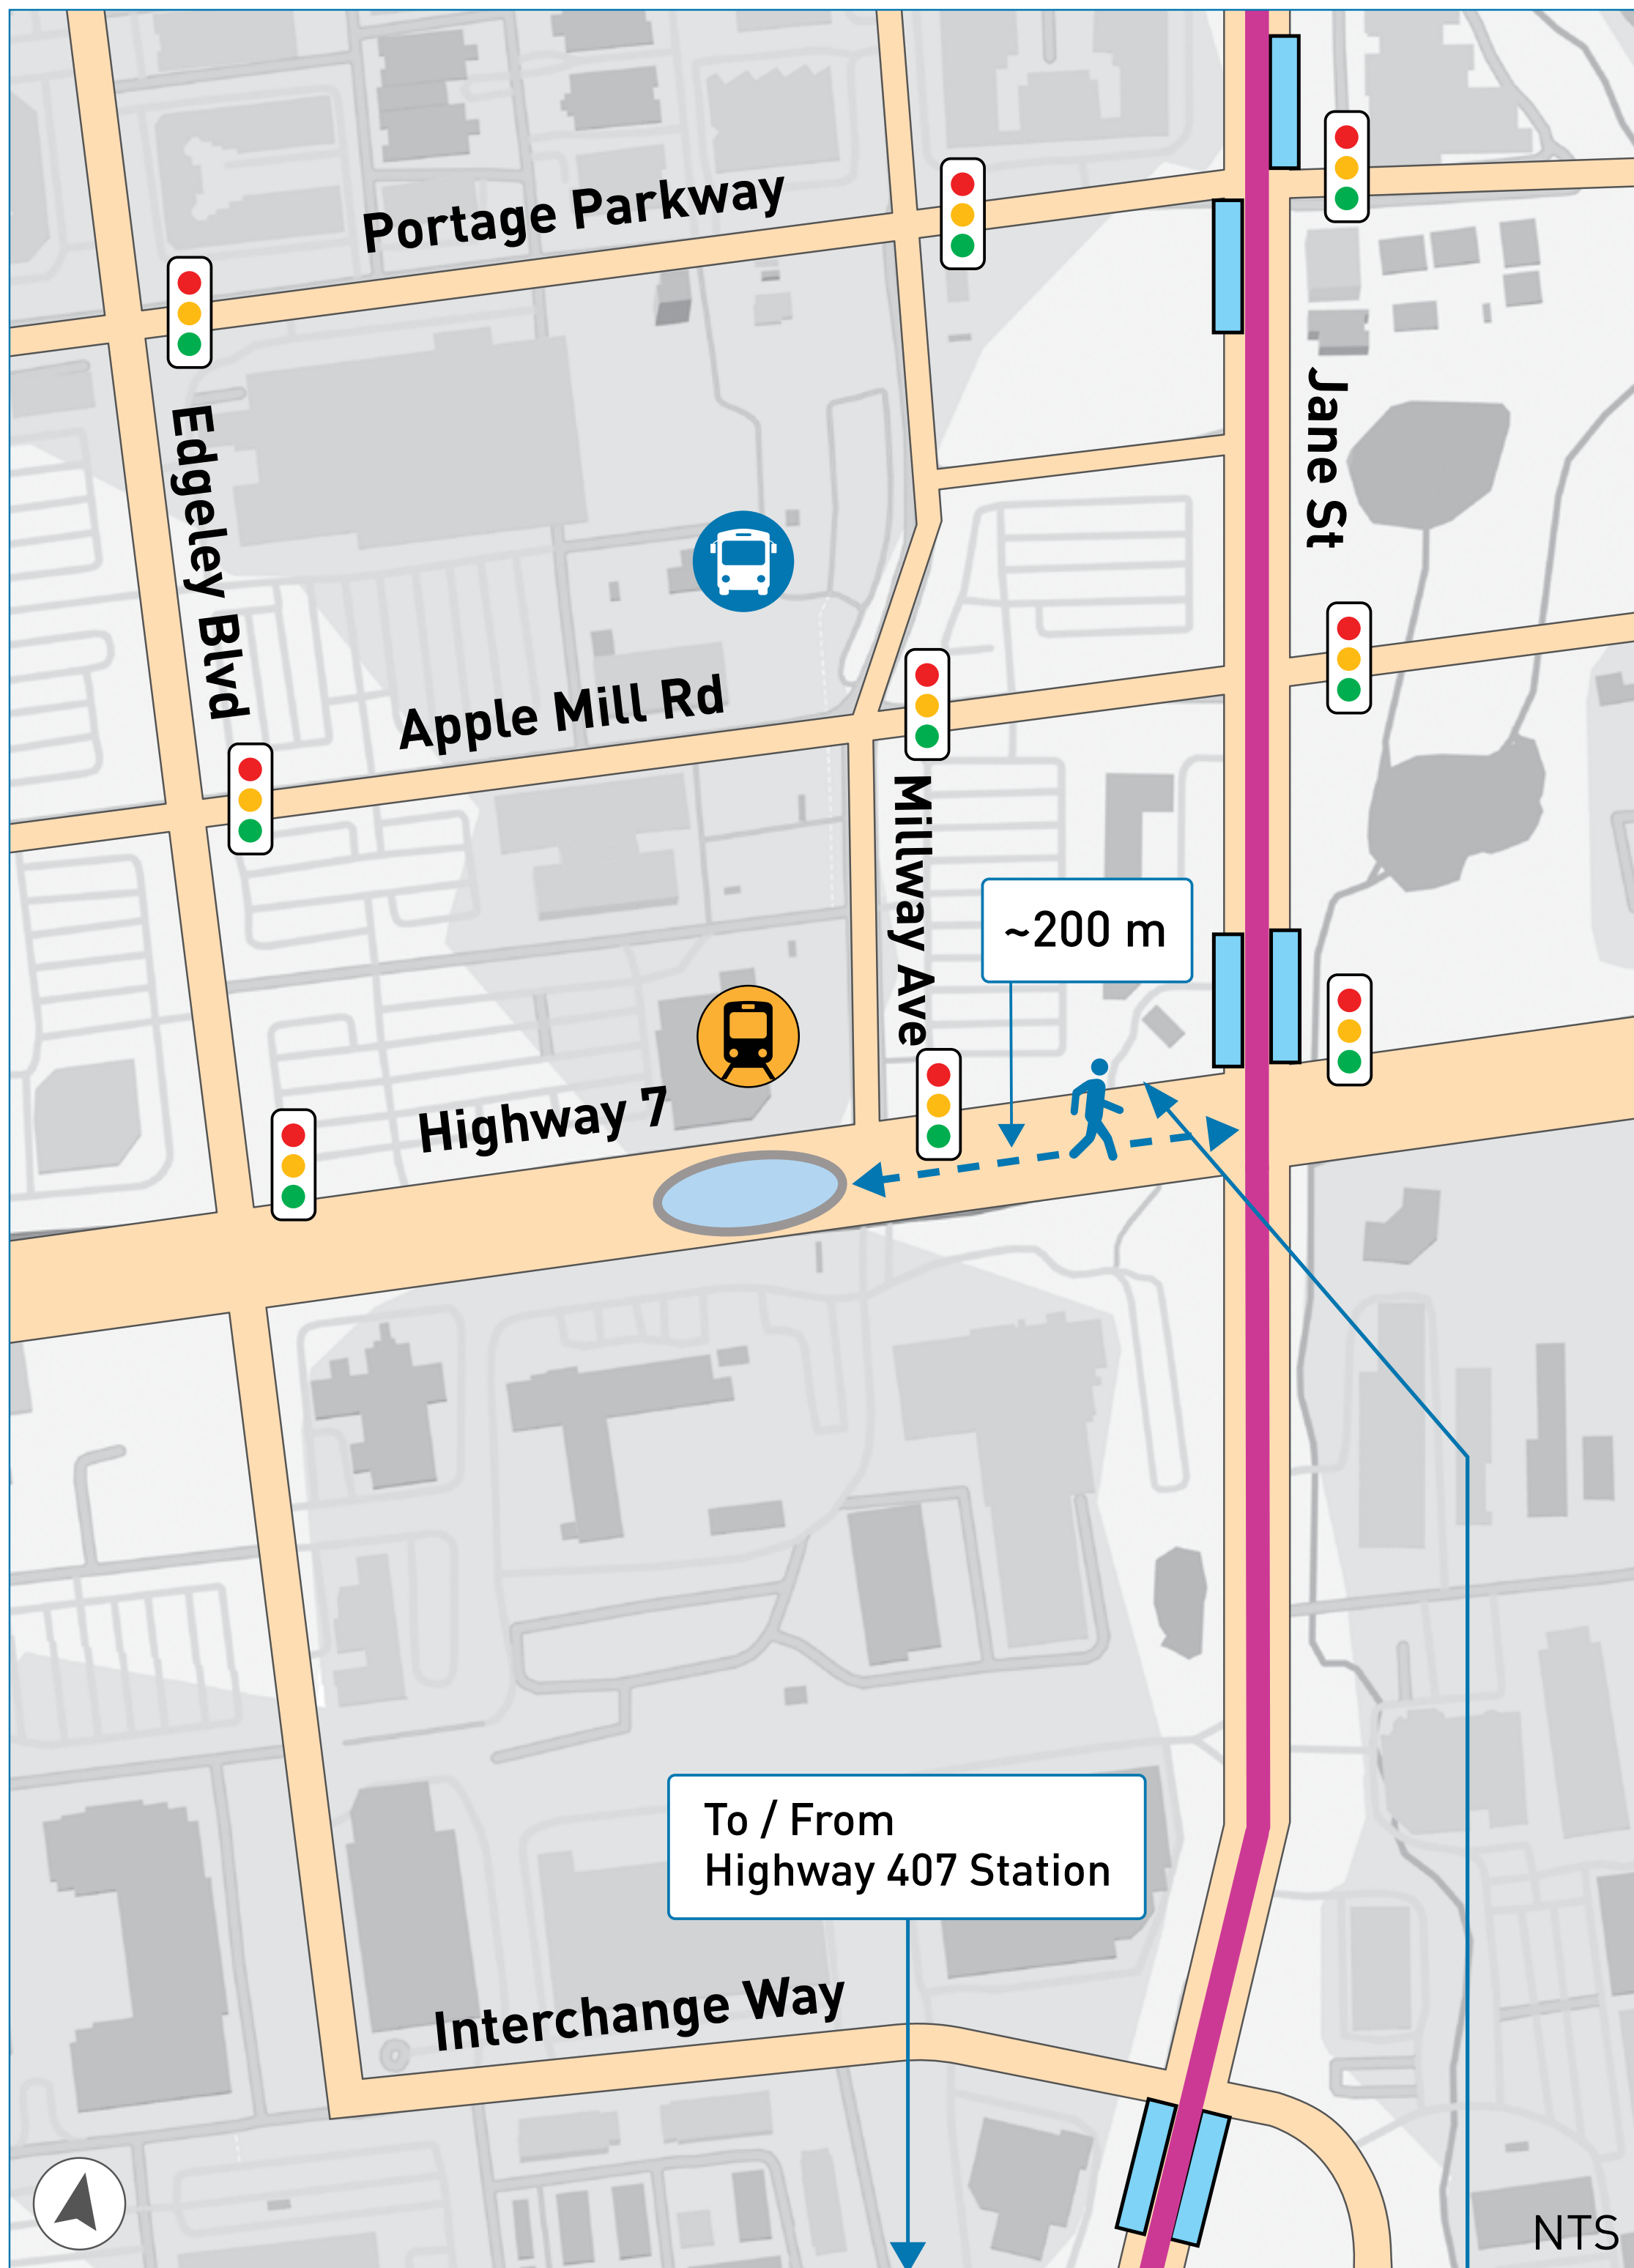 Portage Parkway
Jane St
Edgeley Blvd
Apple Mill Rd
Millway Ave
~200 m
Highway 7
To / From
Highway 407 Station
Interchange Way
NTS